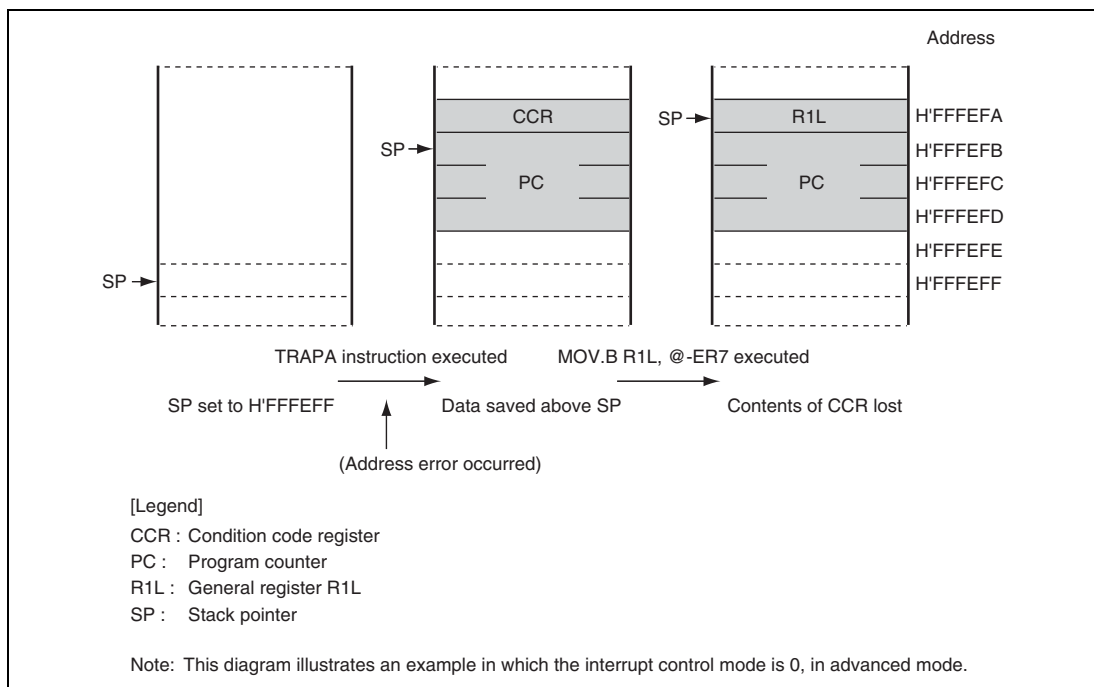 Address
CCR
SP
R1L
H'FFFEFA
SP
H'FFFEFB
PC
PC
H'FFFEFC
H'FFFEFD
H'FFFEFE
SP
H'FFFEFF
TRAPA instruction executed
MOV.B R1L, @-ER7 executed
SP set to H'FFFEFF
Data saved above SP
Contents of CCR lost
(Address error occurred)
[Legend]
CCR : Condition code register
PC : Program counter
R1L : General register R1L
SP : Stack pointer
Note: This diagram illustrates an example in which the interrupt control mode is 0, in advanced mode.